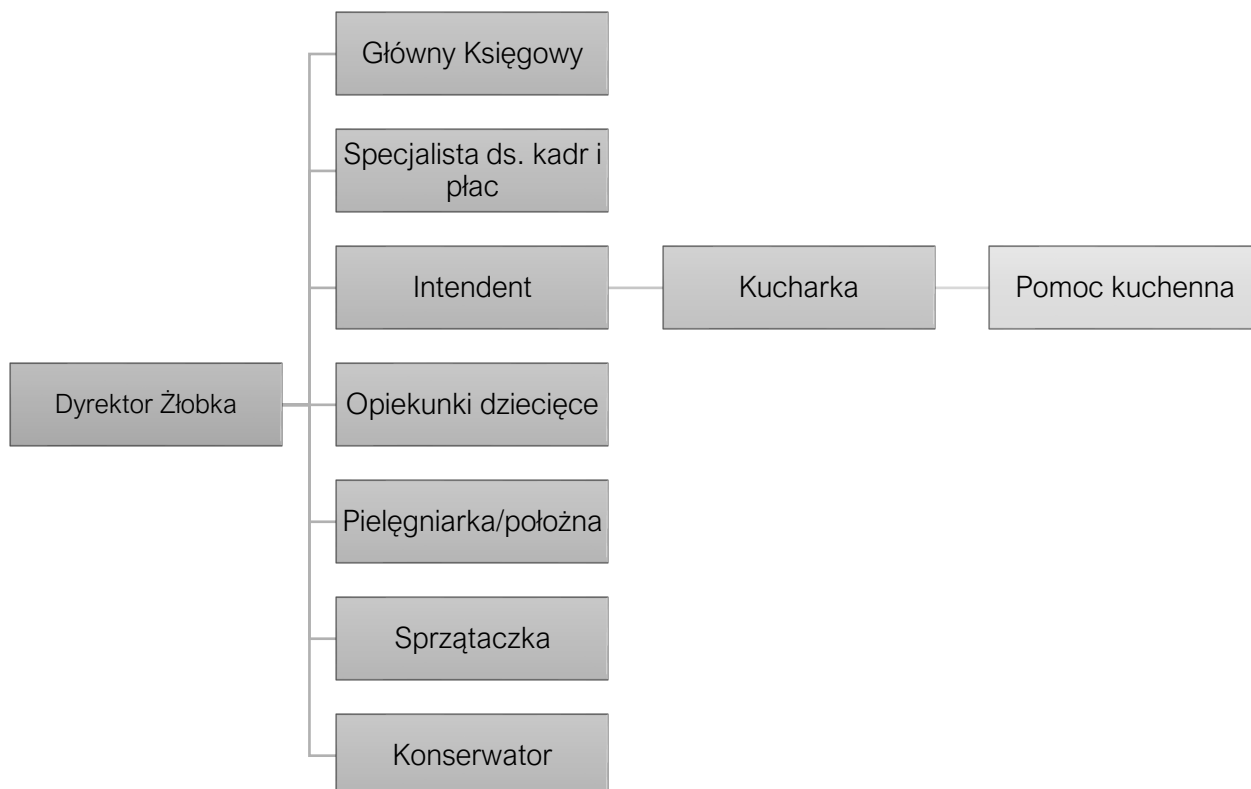 Główny Księgowy
Specjalista ds. kadr i
płac
Intendent
Kucharka
Pomoc kuchenna
Dyrektor Żłobka
Opiekunki dziecięce
Pielęgniarka/położna
Sprzątaczka
Konserwator